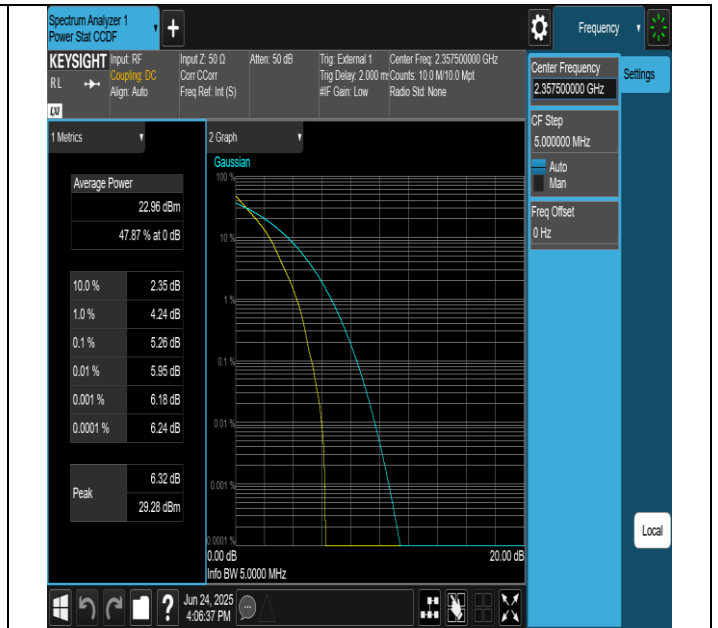 Spectrum Analyzer 1
Power Stat CCDF
+
Frequency
KEYSIGHT
RL
LXI
Input: RF
Coupling: DC
Align: Auto
Input Z: 50 Ω
Corr CCorr
Freq Ref: Int (S)
Atten: 50 dB
Trig: External 1
Trig Delay: 2.000 ms
#IF Gain: Low
Center Freq: 2.357500000 GHz
Counts: 10.0 M/10.0 Mpt
Radio Std: None
Center Frequency
2.357500000 GHz
Settings
CF Step
5.000000 MHz
Auto
Man
Freq Offset
0 Hz
1 Metrics
Average Power
22.96 dBm
47.87 % at 0 dB
10.0 % 2.35 dB
1.0 % 4.24 dB
0.1 % 5.26 dB
0.01 % 5.95 dB
0.001 % 6.18 dB
0.0001 % 6.24 dB
Peak
6.32 dB
29.28 dBm
2 Graph
Gaussian
100 %
10 %
1 %
0.1 %
0.01 %
0.001 %
0.0001 %
0.00 dB 20.00 dB
Info BW 5.0000 MHz
Local
?
Jun 24, 2025
4:06:37 PM